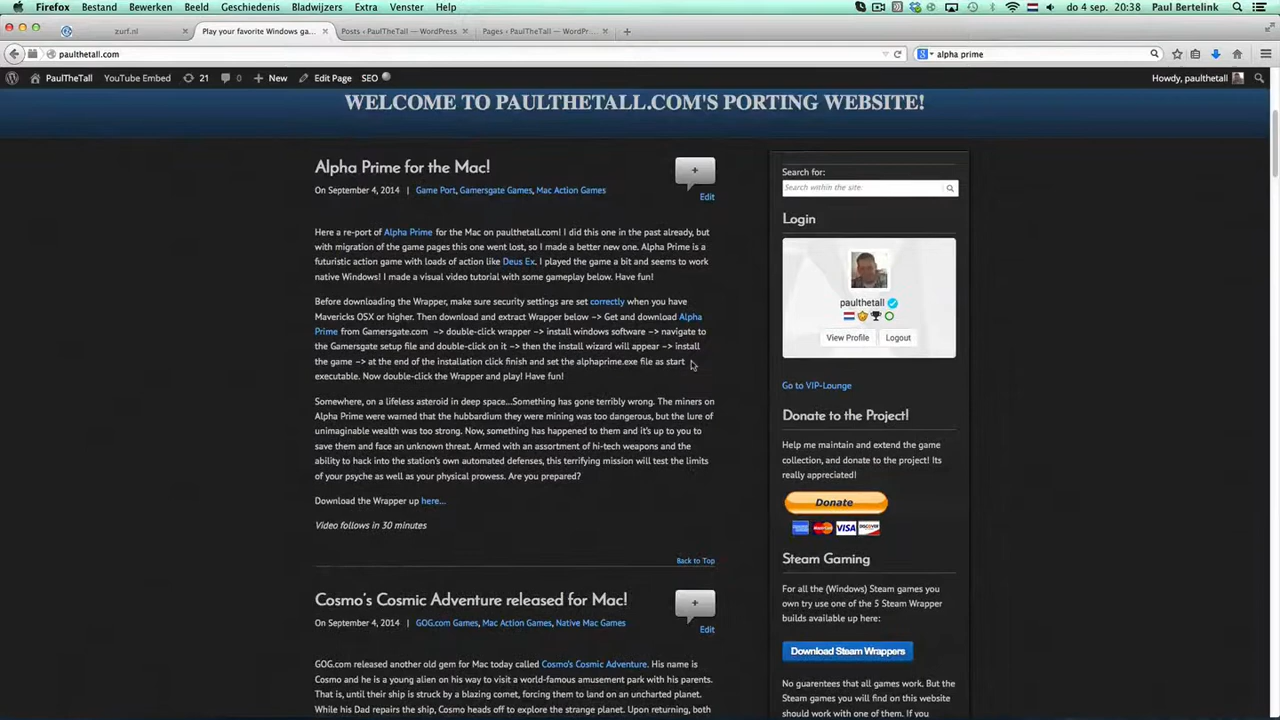 Firefox Bestand Bewerken Beeld Geschiedenis Bladwijzers Extra Venster Help do 4 sep. 20:38 Paul Bertelink
zurf.nl × Play your favorite Windows ga... × Posts ‹ PaulTheTall — WordPress × Pages ‹ PaulTheTall — WordPr... × +
paulthetall.com alpha prime
PaulTheTall YouTube Embed 21 0 + New Edit Page SEO Howdy, paulthetall
WELCOME TO PAULTHETALL.COM'S PORTING WEBSITE!
Alpha Prime for the Mac!
+
On September 4, 2014 | Game Port, Gamersgate Games, Mac Action Games
Edit
Here a re-port of Alpha Prime for the Mac on paulthetall.com! I did this one in the past already, but
with migration of the game pages this one went lost, so I made a better new one. Alpha Prime is a
futuristic action game with loads of action like Deus Ex. I played the game a bit and seems to work
native Windows! I made a visual video tutorial with some gameplay below. Have fun!
Before downloading the Wrapper, make sure security settings are set correctly when you have
Mavericks OSX or higher. Then download and extract Wrapper below –> Get and download Alpha
Prime from Gamersgate.com –> double-click wrapper –> install windows software –> navigate to
the Gamersgate setup file and double-click on it –> then the install wizard will appear –> install
the game –> at the end of the installation click finish and set the alphaprime.exe file as start
executable. Now double-click the Wrapper and play! Have fun!
Somewhere, on a lifeless asteroid in deep space...Something has gone terribly wrong. The miners on
Alpha Prime were warned that the hubbardium they were mining was too dangerous, but the lure of
unimaginable wealth was too strong. Now, something has happened to them and it's up to you to
save them and face an unknown threat. Armed with an assortment of hi-tech weapons and the
ability to hack into the station's own automated defenses, this terrifying mission will test the limits
of your psyche as well as your physical prowess. Are you prepared?
Download the Wrapper up here...
Video follows in 30 minutes
Back to Top
Cosmo's Cosmic Adventure released for Mac!
+
On September 4, 2014 | GOG.com Games, Mac Action Games, Native Mac Games
Edit
GOG.com released another old gem for Mac today called Cosmo's Cosmic Adventure. His name is
Cosmo and he is a young alien on his way to visit a world-famous amusement park with his parents.
That is, until their ship is struck by a blazing comet, forcing them to land on an uncharted planet.
While his Dad repairs the ship, Cosmo heads off to explore the strange planet. Upon returning, both
Search for:
Search within the site
Login
paulthetall
View Profile Logout
Go to VIP-Lounge
Donate to the Project!
Help me maintain and extend the game
collection, and donate to the project! Its
really appreciated!
Donate
VISA
Steam Gaming
For all the (Windows) Steam games you
own try use one of the 5 Steam Wrapper
builds available up here:
Download Steam Wrappers
No guarentees that all games work. But the
Steam games you will find on this website
should work with one of them. If you